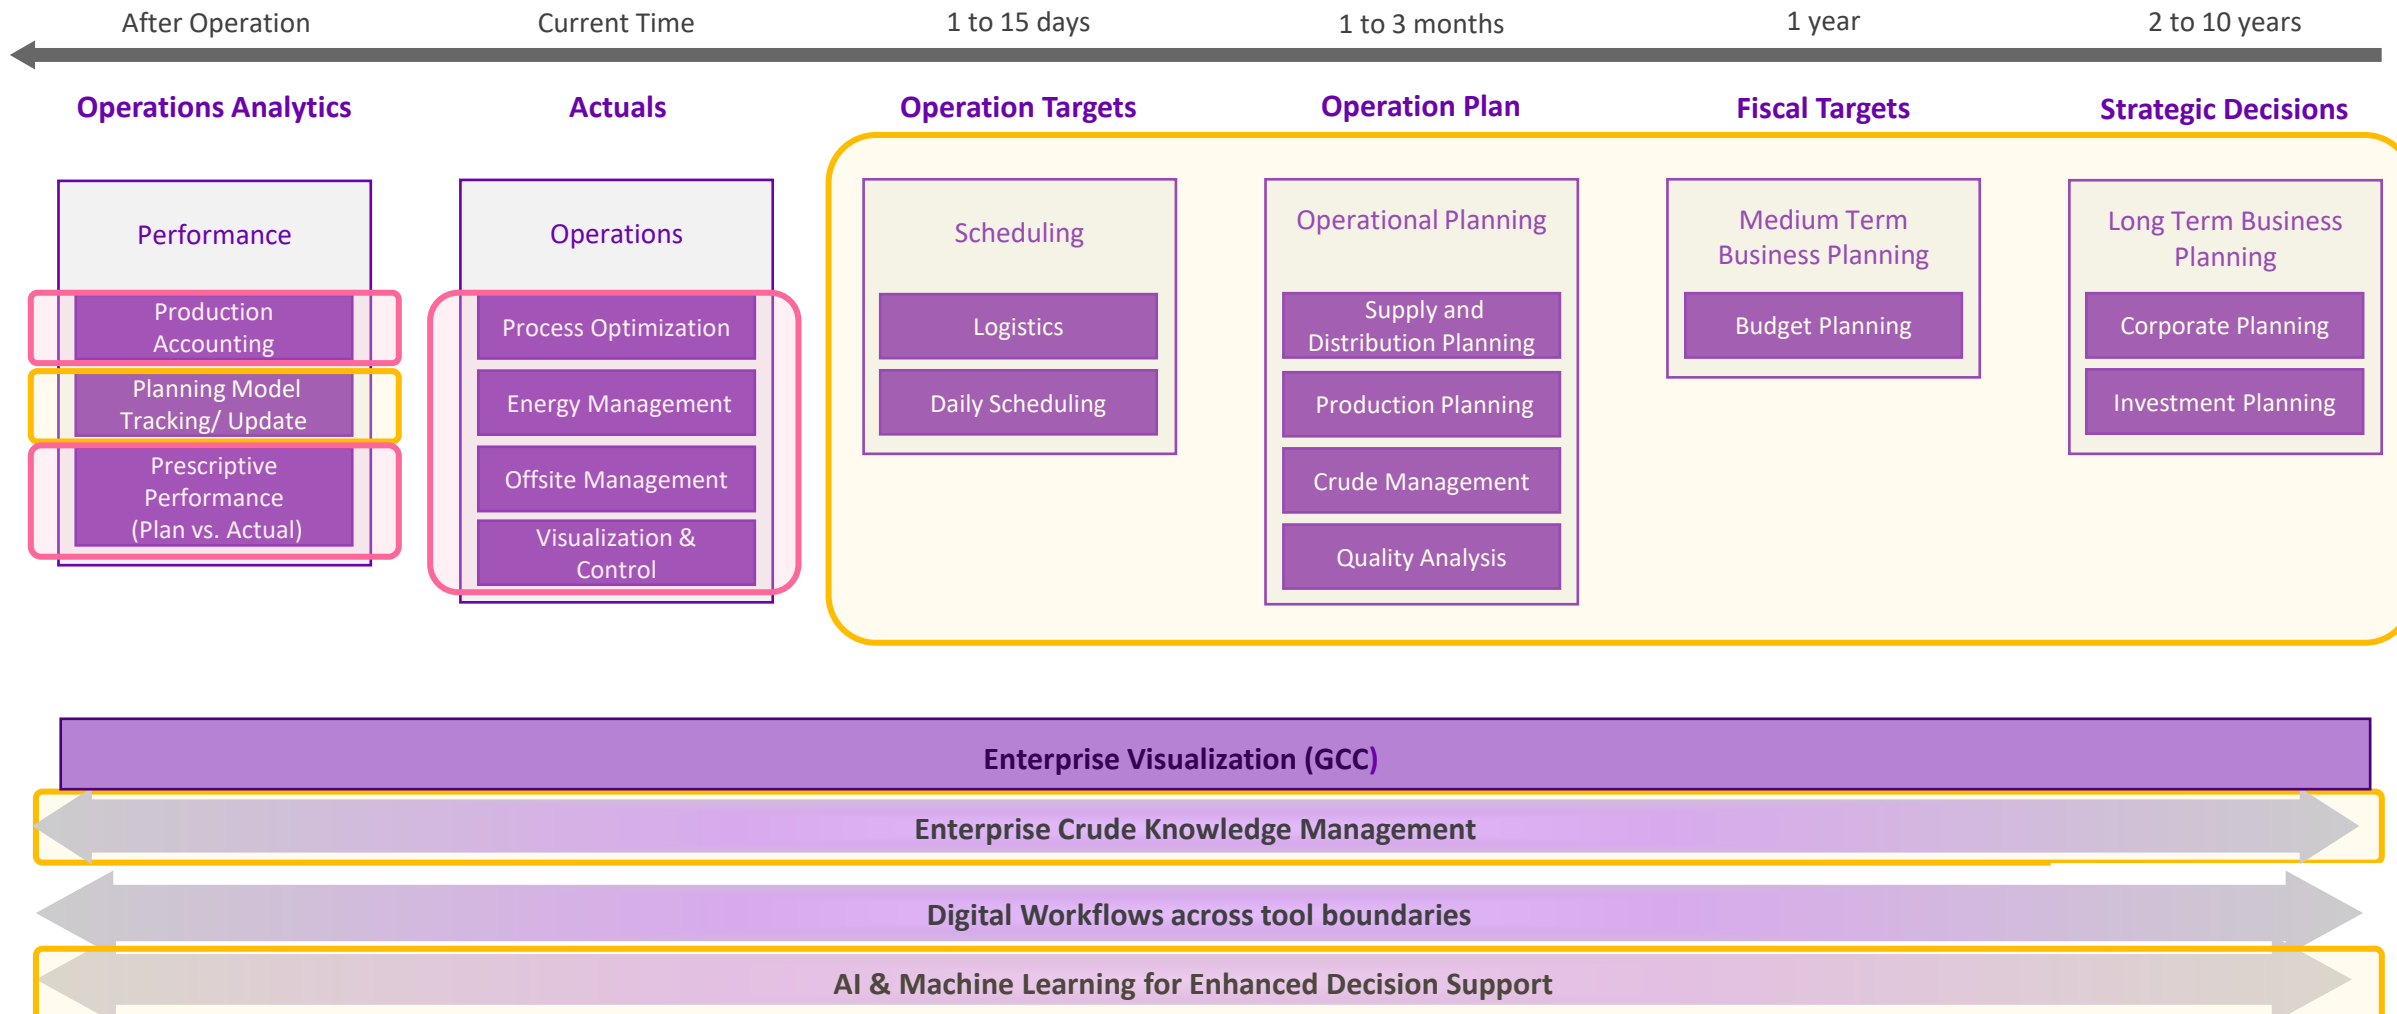 After Operation
Current Time
1 to 15 days
1 to 3 months
1 year
2 to 10 years
Operations Analytics
Actuals
Operation Targets
Operation Plan
Fiscal Targets
Strategic Decisions
Performance
Production
Accounting
Planning Model
Tracking/ Update
Prescriptive
Performance
(Plan vs. Actual)
Operations
Process Optimization
Energy Management
Offsite Management
Visualization &
Control
Scheduling
Logistics
Daily Scheduling
Operational Planning
Supply and
Distribution Planning
Production Planning
Crude Management
Quality Analysis
Medium Term
Business Planning
Budget Planning
Long Term Business
Planning
Corporate Planning
Investment Planning
Enterprise Visualization (GCC)
Enterprise Crude Knowledge Management
Digital Workflows across tool boundaries
AI & Machine Learning for Enhanced Decision Support